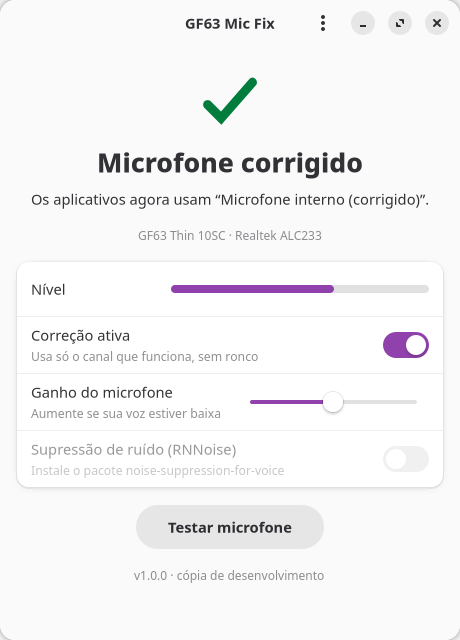 GF63 Mic Fix
Microfone corrigido
Os aplicativos agora usam “Microfone interno (corrigido)”.
GF63 Thin 10SC · Realtek ALC233
Nível
Correção ativa
Usa só o canal que funciona, sem ronco
Ganho do microfone
Aumente se sua voz estiver baixa
Supressão de ruído (RNNoise)
Instale o pacote noise-suppression-for-voice
Testar microfone
v1.0.0 · cópia de desenvolvimento